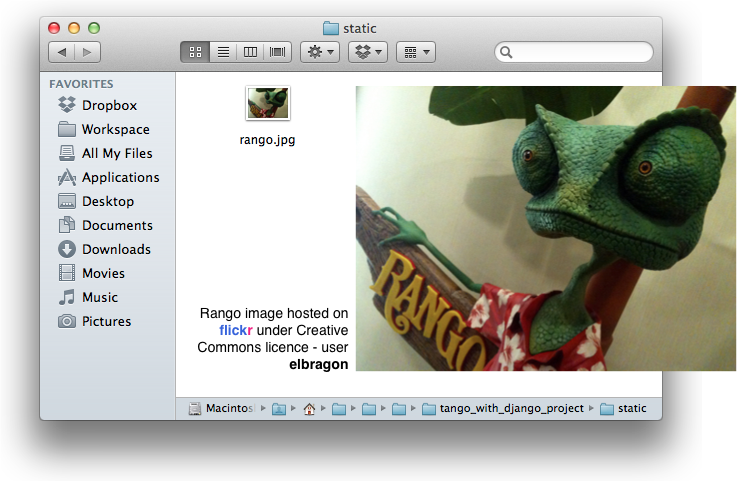 static
FAVORITES
Dropbox
Workspace
All My Files
Applications
Desktop
Documents
Downloads
Movies
Music
Pictures
rango.jpg
RANGO
Rango image hosted on
flickr under Creative
Commons licence - user
elbragon
Macintos
tango_with_django_project
static